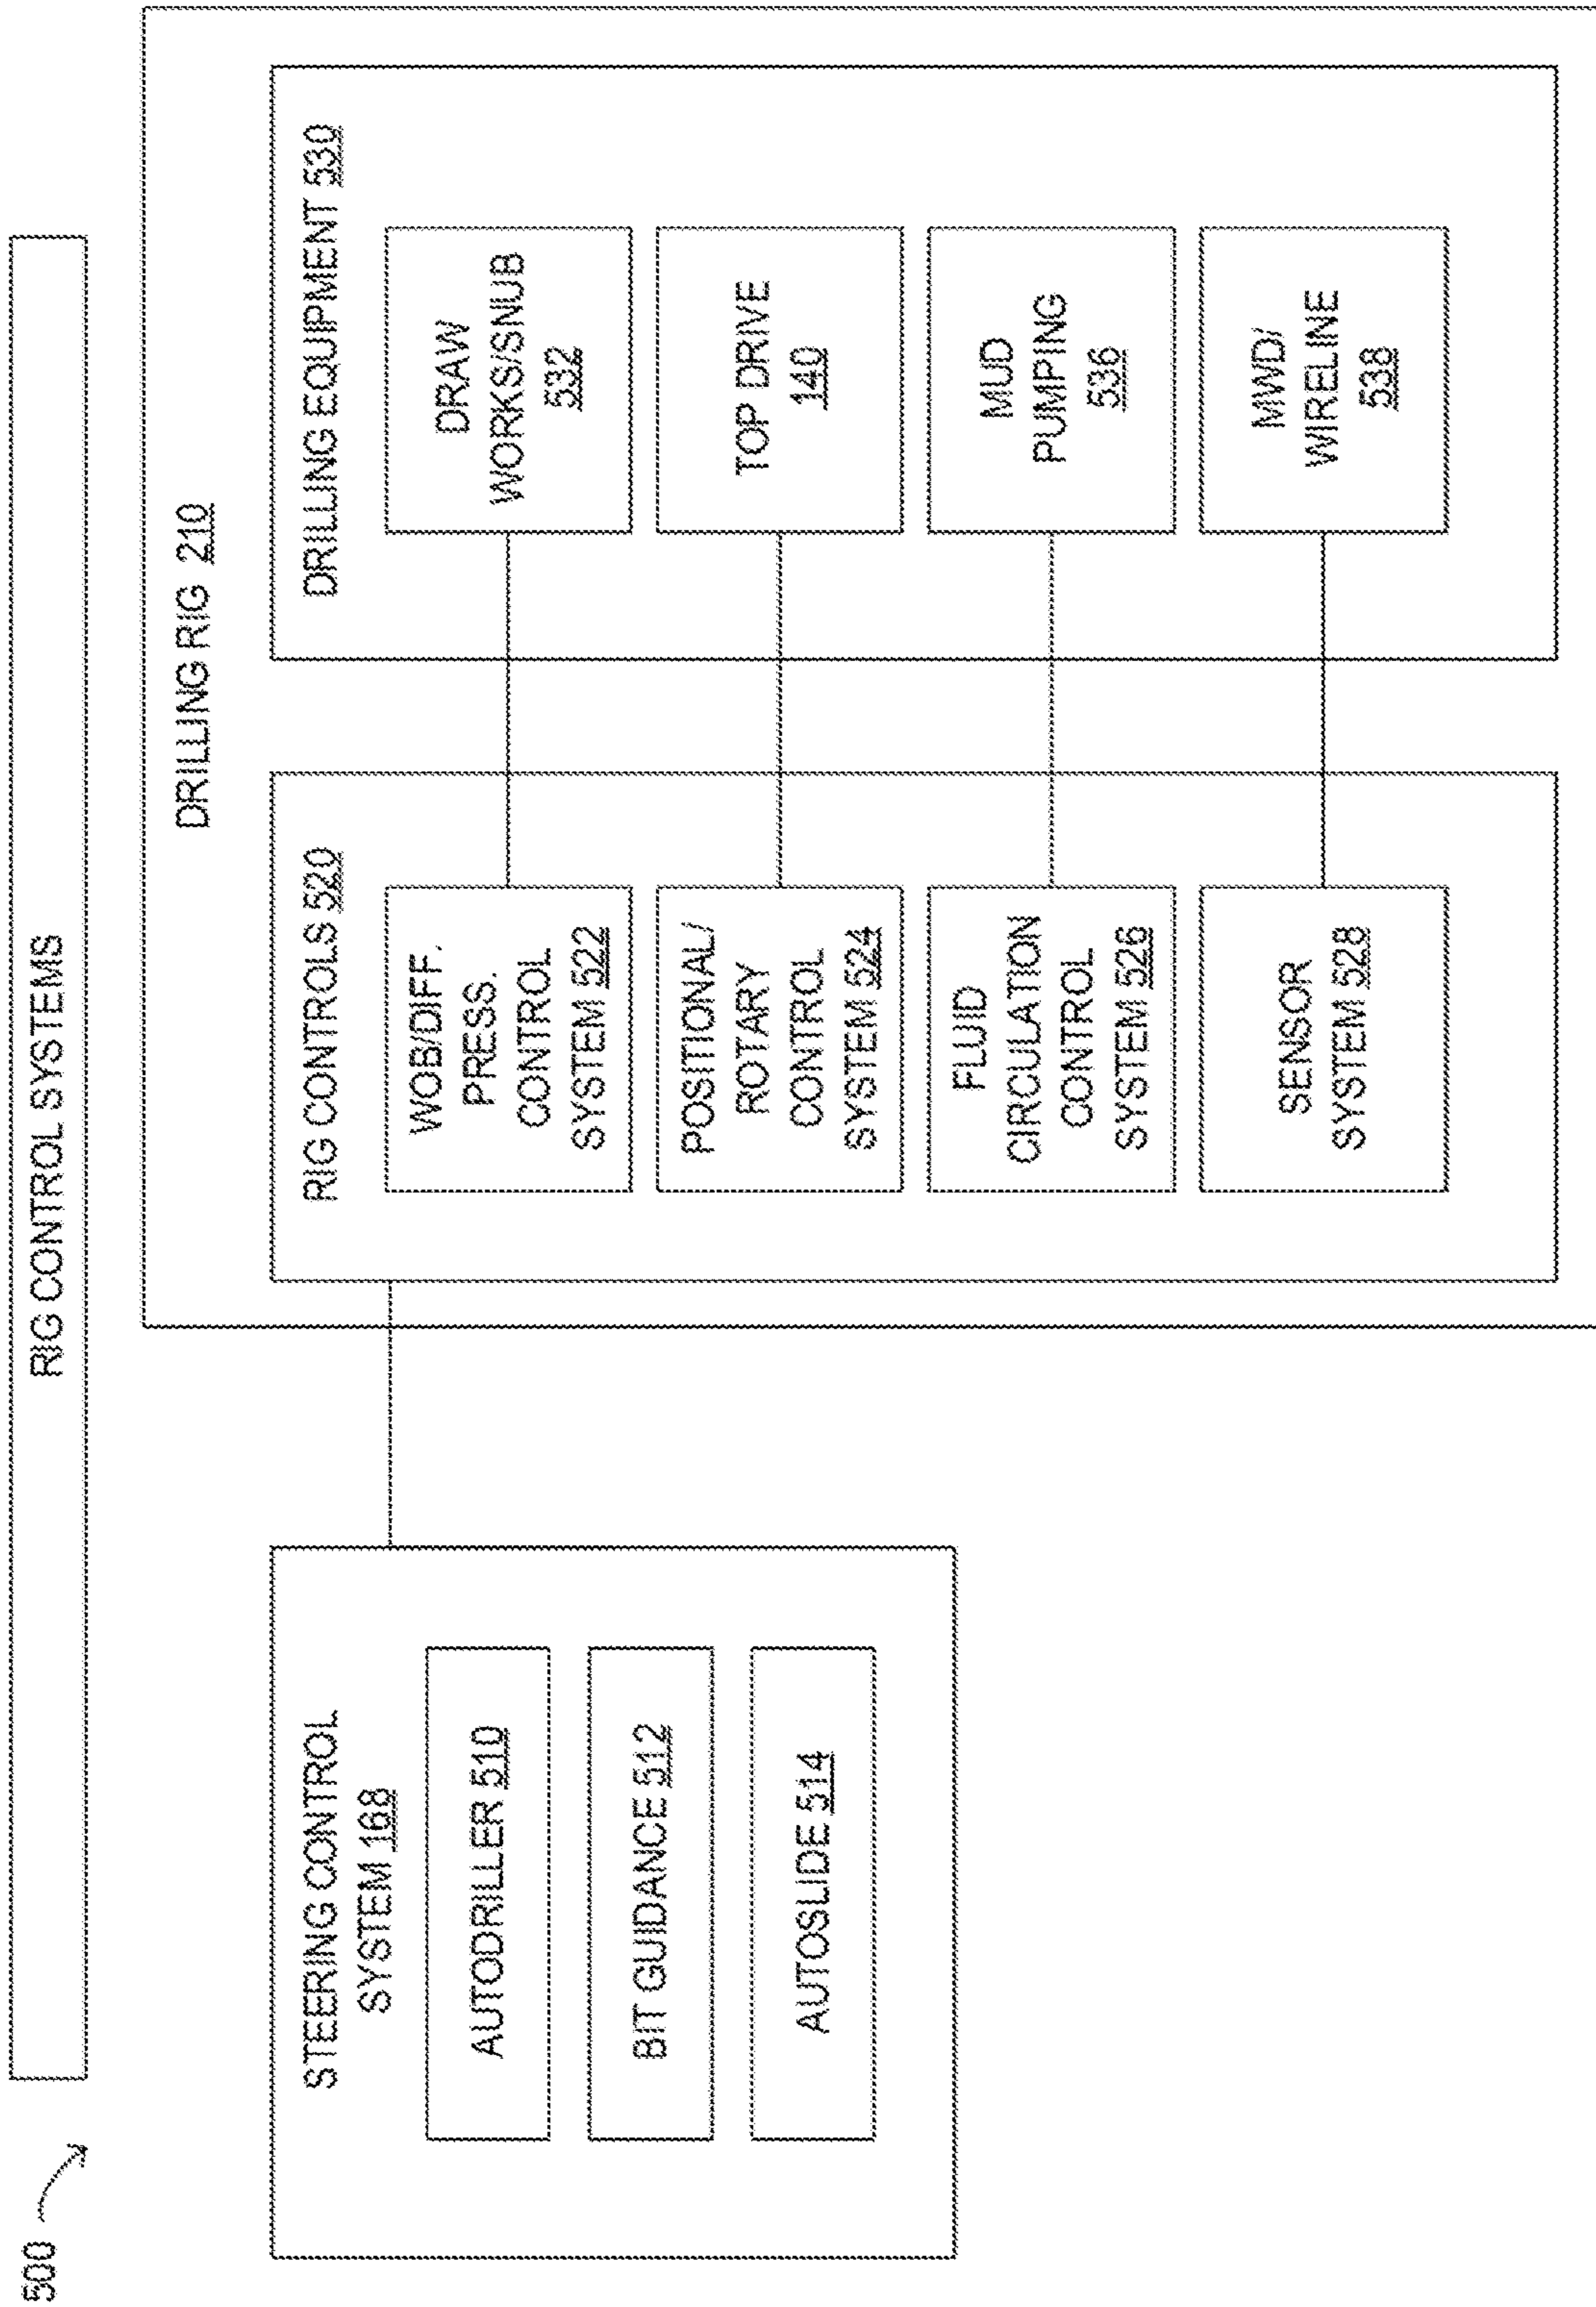 500
RIG CONTROL SYSTEMS
STEERING CONTROL
SYSTEM 168
AUTODRILLER 510
BIT GUIDANCE 512
AUTOSLIDE 514
DRILLING RIG 210
RIG CONTROLS 520
WOB/DIFF.
PRESS.
CONTROL
SYSTEM 522
POSITIONAL/
ROTARY
CONTROL
SYSTEM 524
FLUID
CIRCULATION
CONTROL
SYSTEM 526
SENSOR
SYSTEM 528
DRILLING EQUIPMENT 530
DRAW
WORKS/SNUB
532
TOP DRIVE
140
MUD
PUMPING
536
MWD/
WIRELINE
538